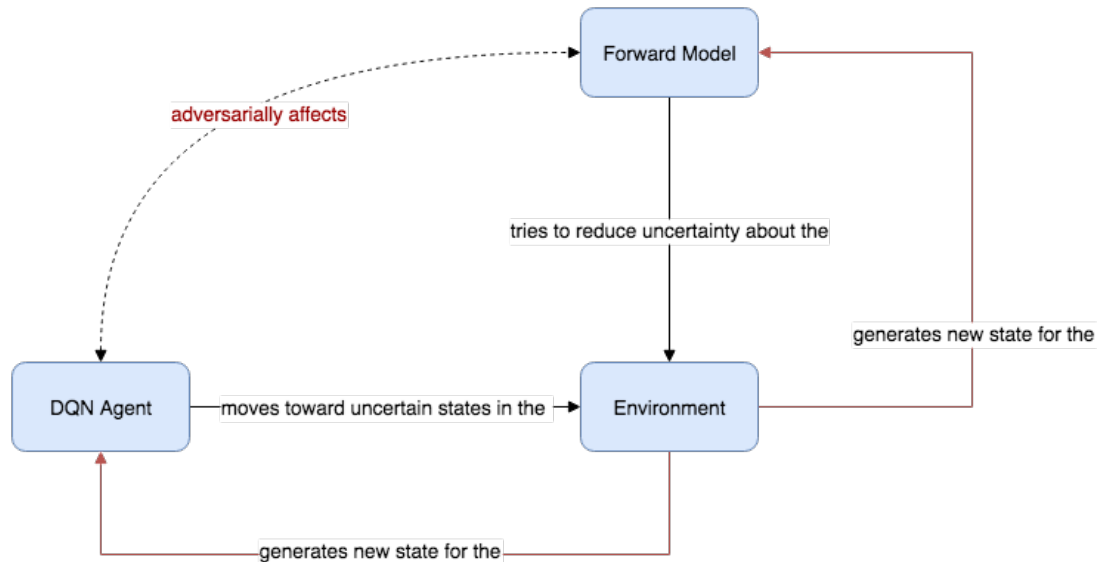 Forward Model
adversarially affects
tries to reduce uncertainty about the
generates new state for the
DQN Agent
moves toward uncertain states in the
Environment
generates new state for the